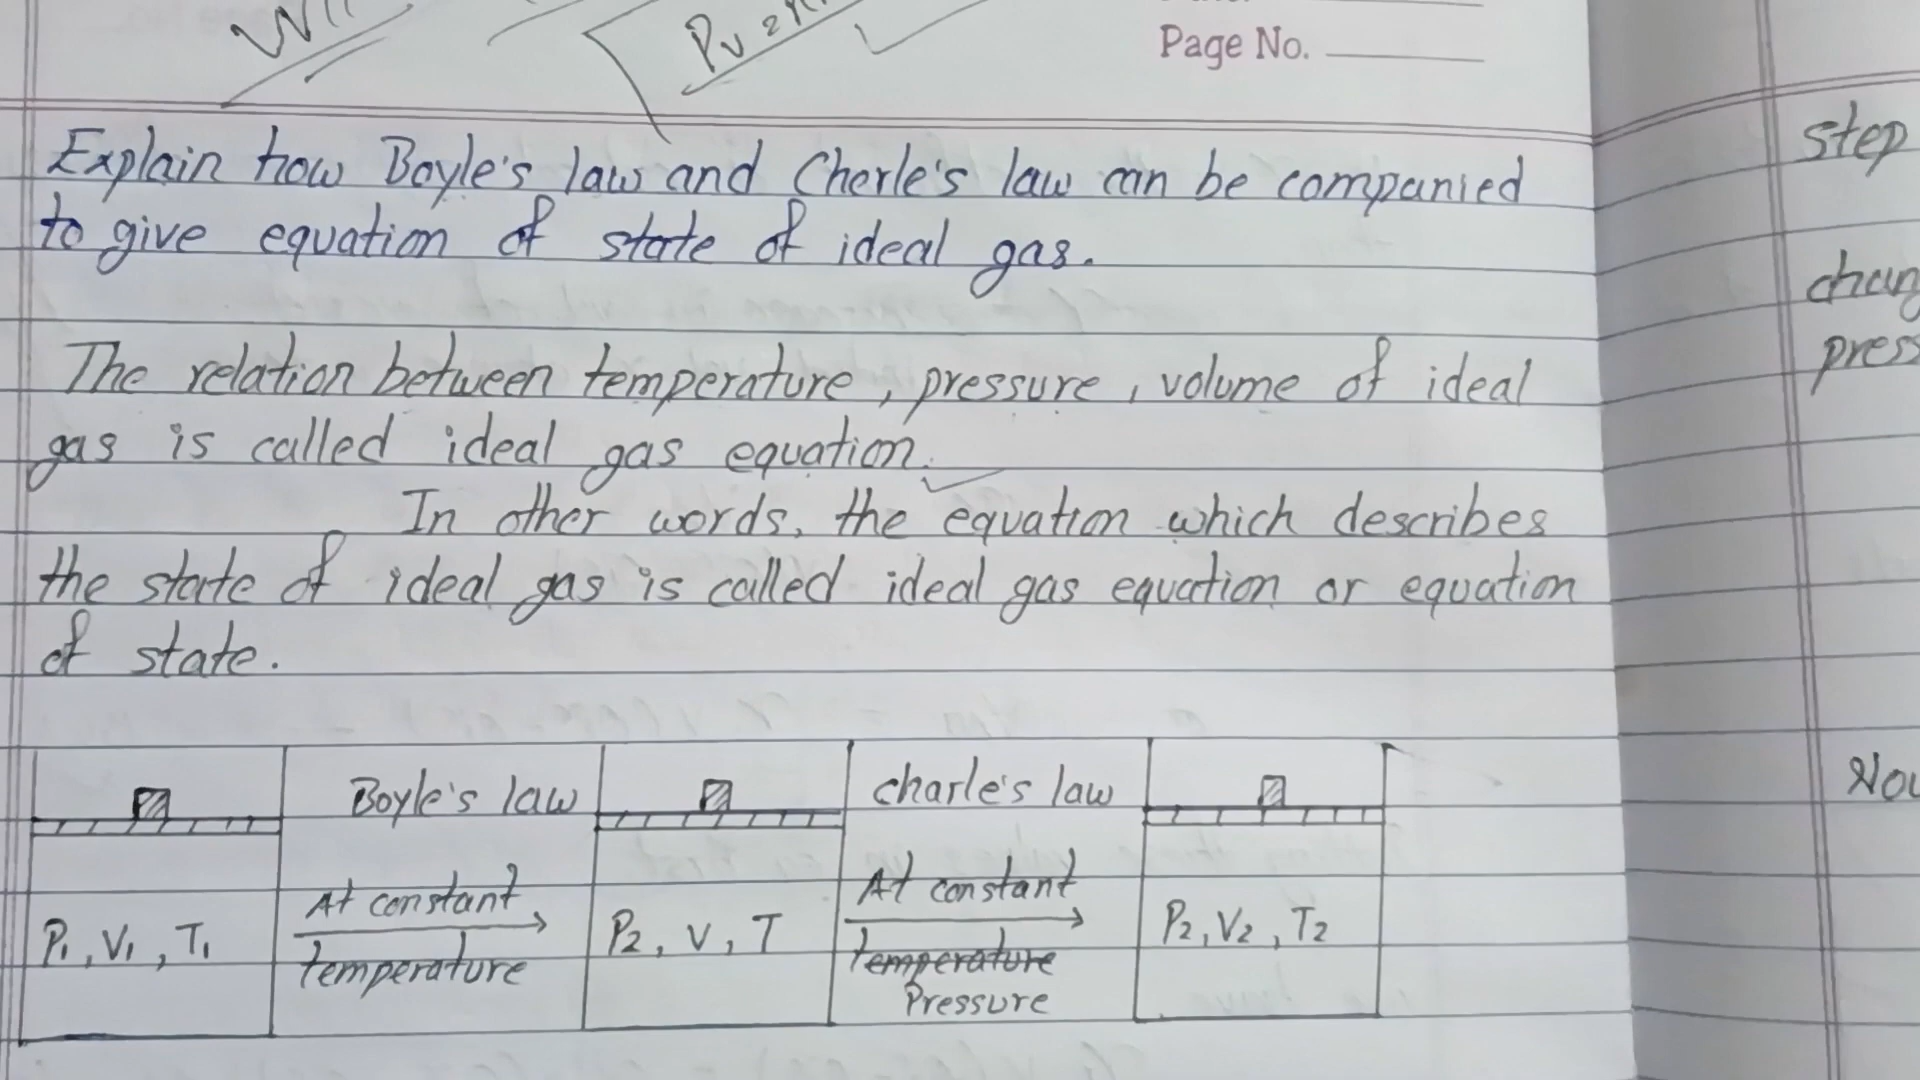 Page No.
Explain how Boyle's law and Cherle's law can be companied
to give equation of state of ideal gas.
The relation between temperature, pressure, volume of ideal
gas is called ideal gas equation.
In other words, the equation which describes
the state of ideal gas is called ideal gas equation or equation
of state.
Boyle's law
charle's law
At constant
temperature
At constant
temperature
Pressure
P1, V1, T1
P2, V, T
P2, V2, T2
step